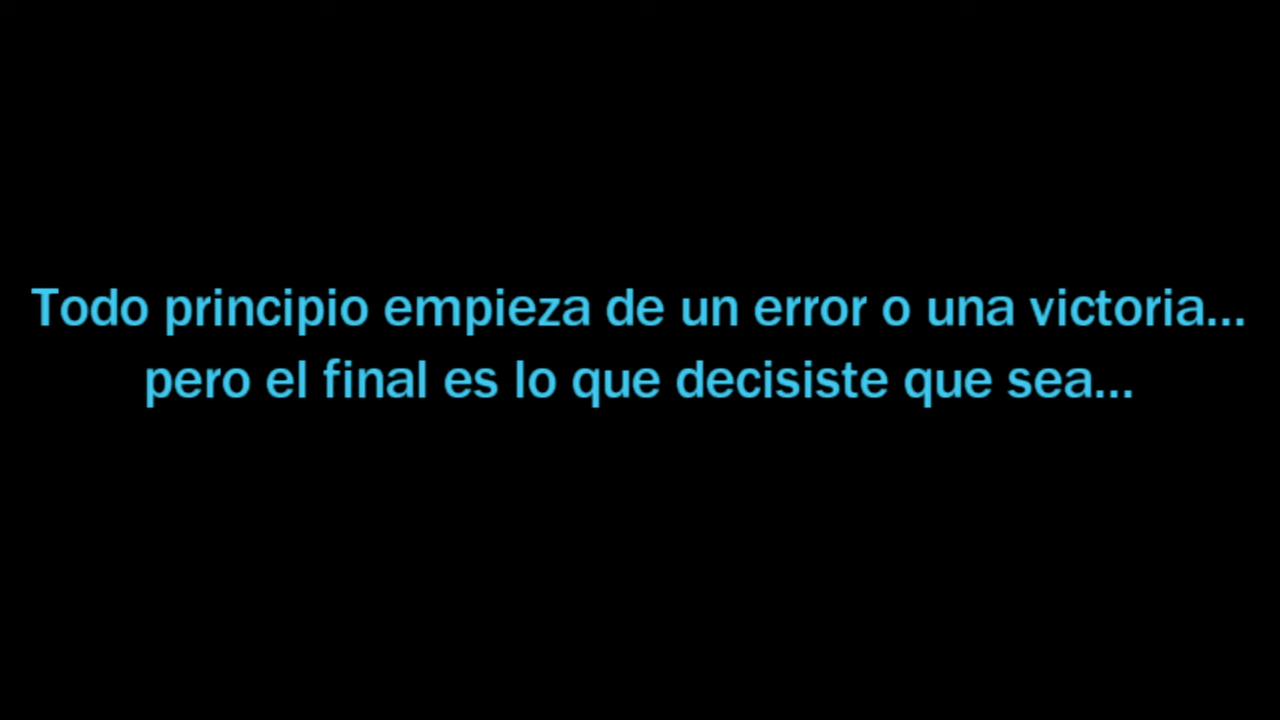 Todo principio empieza de un error o una victoria...
pero el final es lo que decisiste que sea...